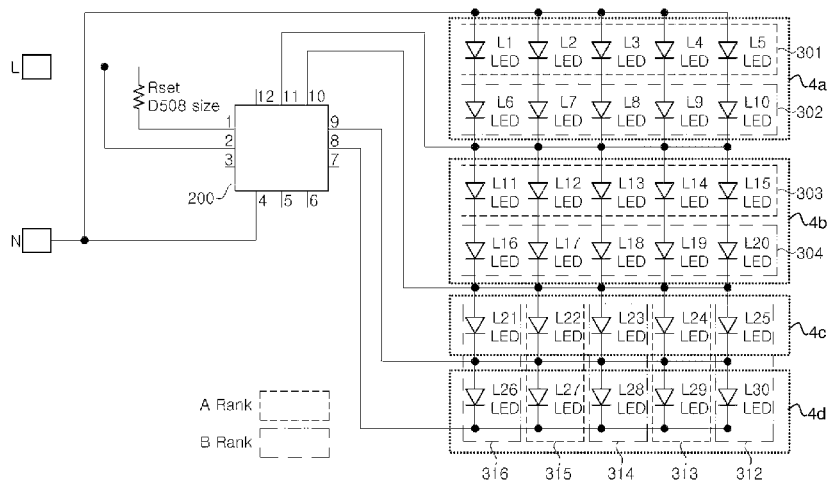 L1 L2 L3 L4 L5
LED LED LED LED LED
301
4a
L6 L7 L8 L9 L10
LED LED LED LED LED
302
L
Rset
D508 size
12 11 10
1 9
2 8
3 7
200
4 5 6
N
L11 L12 L13 L14 L15
LED LED LED LED LED
303
4b
L16 L17 L18 L19 L20
LED LED LED LED LED
304
L21 L22 L23 L24 L25
LED LED LED LED LED
4c
L26 L27 L28 L29 L30
LED LED LED LED LED
4d
A Rank
B Rank
316 315 314 313 312